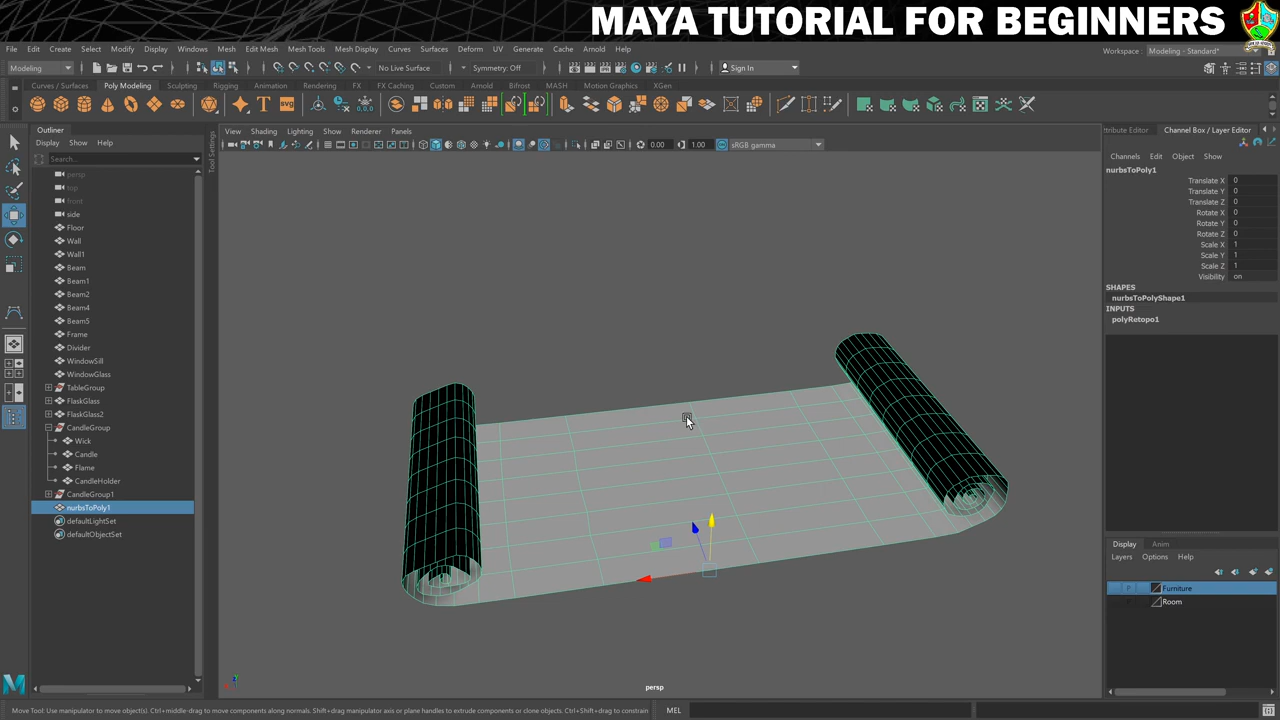 MAYA TUTORIAL FOR BEGINNERS
File Edit Create Select Modify Display Windows Mesh Edit Mesh Mesh Tools Mesh Display Curves Surfaces Deform UV Generate Cache Arnold Help
Workspace : Modeling - Standard*
Modeling
No Live Surface
Symmetry: Off
Sign In
Curves / Surfaces Poly Modeling Sculpting Rigging Animation Rendering FX FX Caching Custom Arnold Bifrost MASH Motion Graphics XGen
Outliner
Display Show Help
Search...
persp
top
front
side
Floor
Wall
Wall1
Beam
Beam1
Beam2
Beam4
Beam5
Frame
Divider
WindowSill
WindowGlass
TableGroup
FlaskGlass
FlaskGlass2
CandleGroup
Wick
Candle
Flame
CandleHolder
CandleGroup1
nurbsToPoly1
defaultLightSet
defaultObjectSet
Tool Settings
View Shading Lighting Show Renderer Panels
0.00 1.00 sRGB gamma
persp
ttribute Editor Channel Box / Layer Editor
Channels Edit Object Show
nurbsToPoly1
Translate X 0
Translate Y 0
Translate Z 0
Rotate X 0
Rotate Y 0
Rotate Z 0
Scale X 1
Scale Y 1
Scale Z 1
Visibility on
SHAPES
nurbsToPolyShape1
INPUTS
polyRetopo1
Display Anim
Layers Options Help
P Furniture
Room
Move Tool: Use manipulator to move object(s). Ctrl+middle-drag to move components along normals. Shift+drag manipulator axis or plane handles to extrude components or clone objects. Ctrl+Shift+drag to constrain
MEL